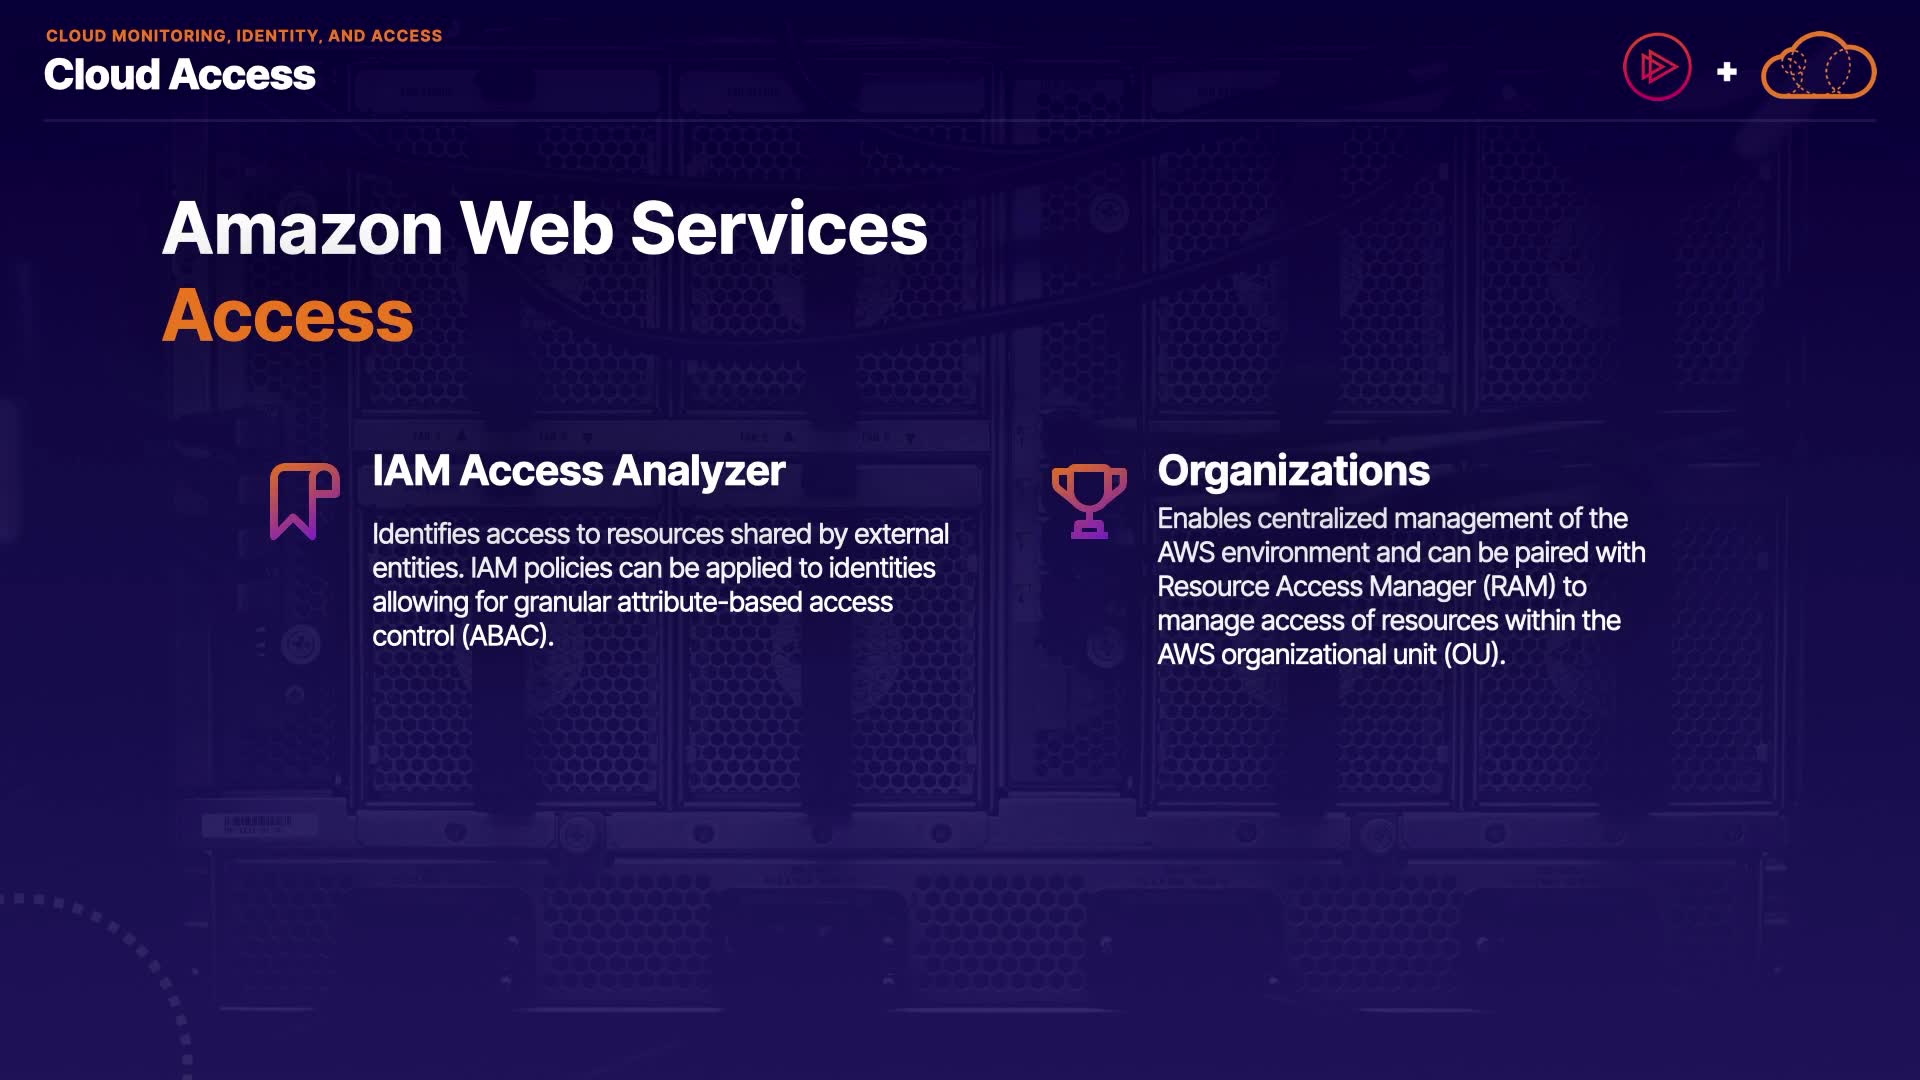 CLOUD MONITORING, IDENTITY, AND ACCESS
Cloud Access
Amazon Web Services
Access
IAM Access Analyzer
Identifies access to resources shared by external
entities. IAM policies can be applied to identities
allowing for granular attribute-based access
control (ABAC).
Organizations
Enables centralized management of the
AWS environment and can be paired with
Resource Access Manager (RAM) to
manage access of resources within the
AWS organizational unit (OU).